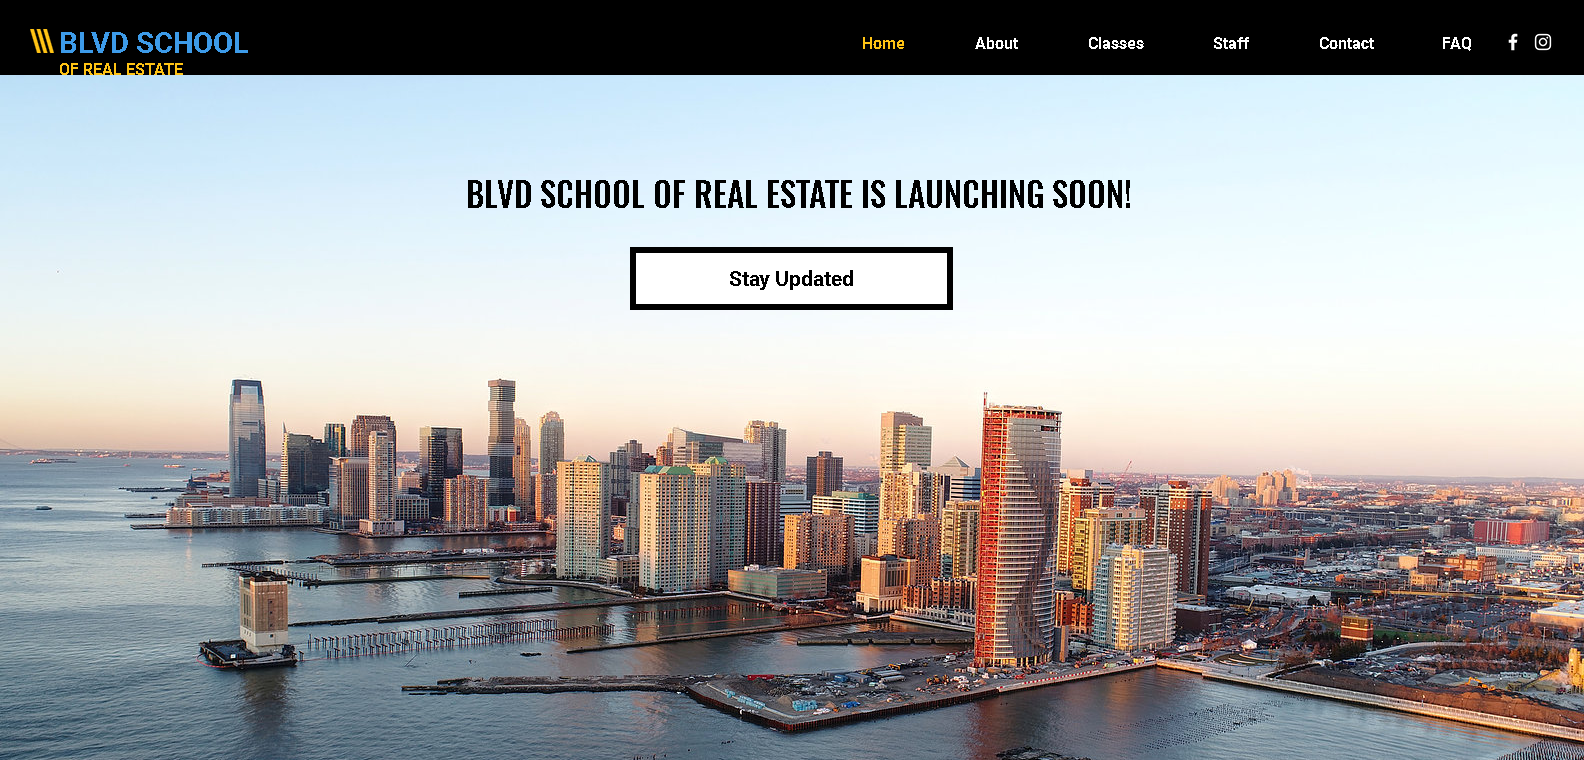 BLVD SCHOOL
OF REAL ESTATE
Home About Classes Staff Contact FAQ
BLVD SCHOOL OF REAL ESTATE IS LAUNCHING SOON!
Stay Updated